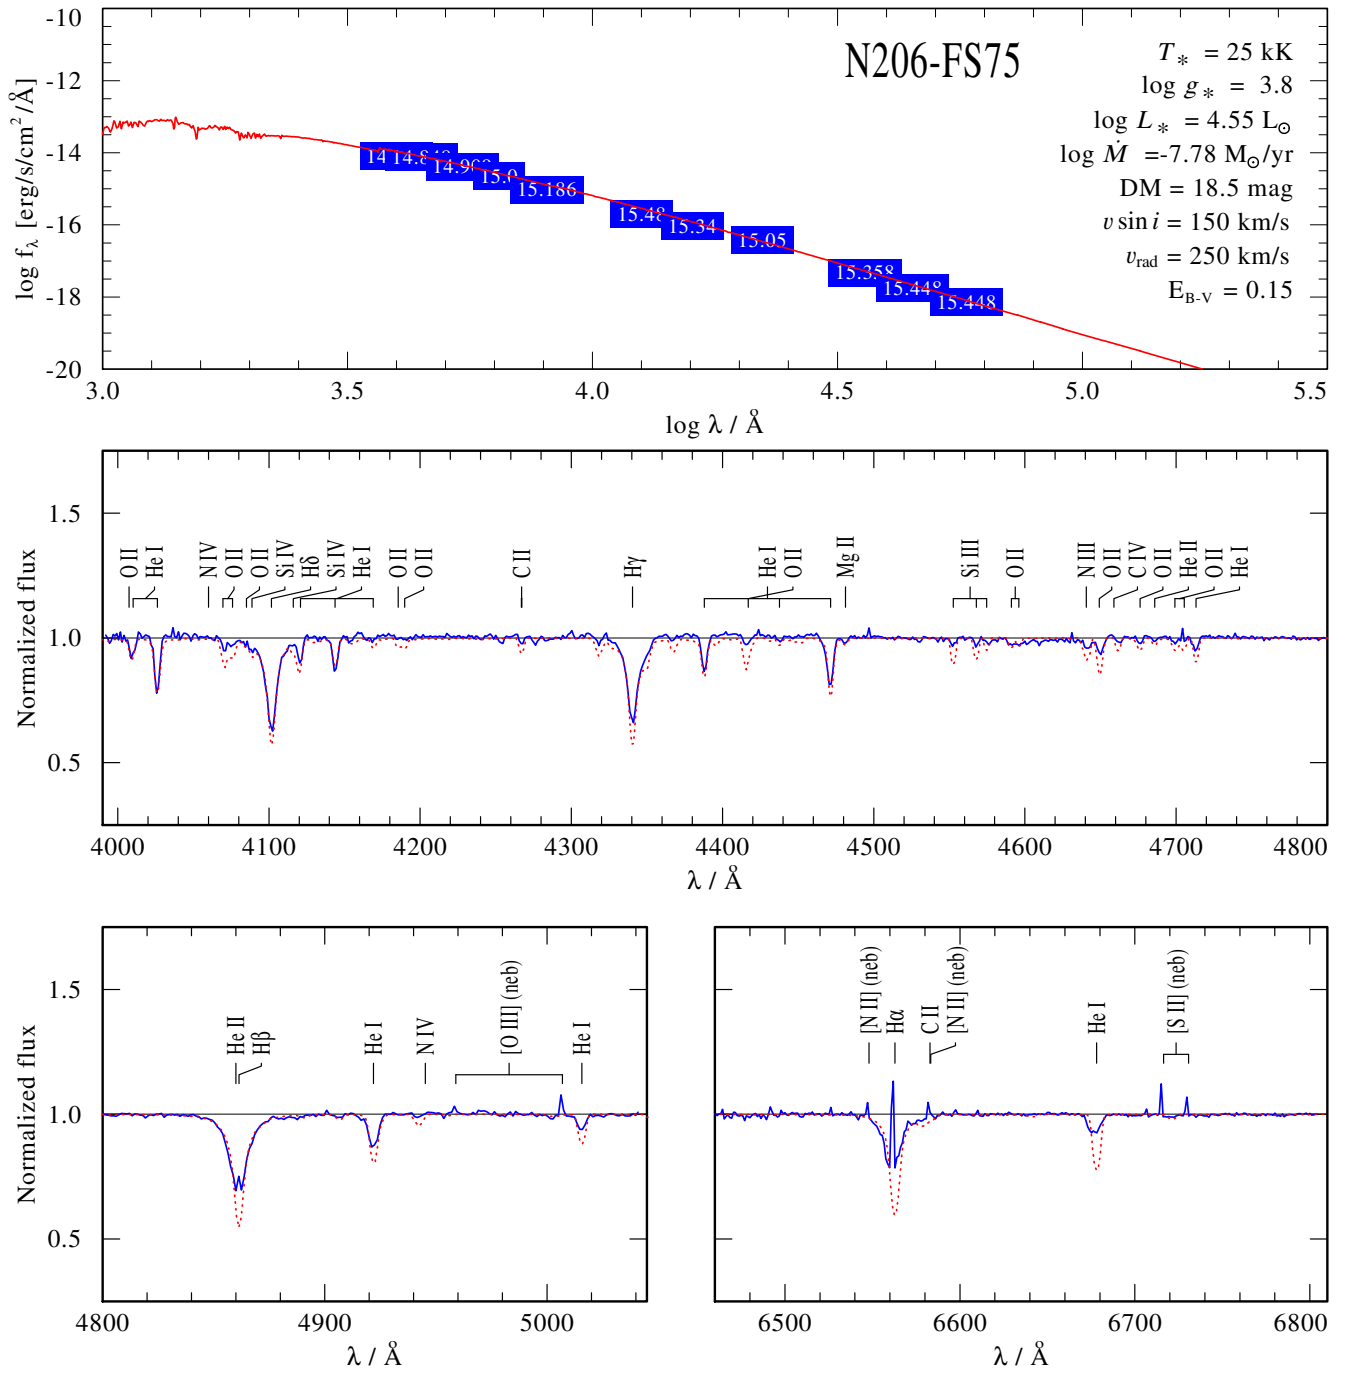 N206-FS75
T* = 25 kK
log g* = 3.8
log L* = 4.55 L⊙
log Ṁ =-7.78 M⊙/yr
DM = 18.5 mag
v sin i = 150 km/s
vrad = 250 km/s
EB-V = 0.15
log fλ [erg/s/cm²/Å]
-10
-12
-14
-16
-18
-20
15.186
15.48
15.34
15.05
15.358
15.448
15.448
3.0 3.5 4.0 4.5 5.0 5.5
log λ / Å
Normalized flux
1.5
1.0
0.5
O II
He I
N IV
O II
O II
Si IV
Hδ
Si IV
He I
O II
O II
C II
Hγ
He I
O II
Mg II
Si III
O II
N III
O II
C IV
O II
He II
O II
He I
4000 4100 4200 4300 4400 4500 4600 4700 4800
λ / Å
Normalized flux
1.5
1.0
0.5
He II
Hβ
He I
N IV
[O III] (neb)
He I
4800 4900 5000
λ / Å
[N II] (neb)
Hα
C II
[N II] (neb)
He I
[S II] (neb)
6500 6600 6700 6800
λ / Å